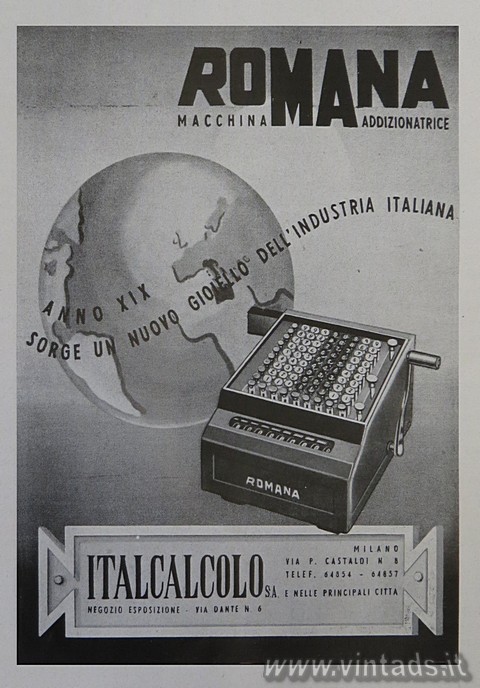 ROMANA
MACCHINA ADDIZIONATRICE
ANNO XIX
SORGE UN NUOVO GIOIELLO DELL'INDUSTRIA ITALIANA
ROMANA
ITALCALCOLO S.A.
NEGOZIO ESPOSIZIONE - VIA DANTE N. 6
MILANO
VIA P. CASTALDI N 8
TELEF. 64854 - 64857
E NELLE PRINCIPALI CITTA
www.vintads.it